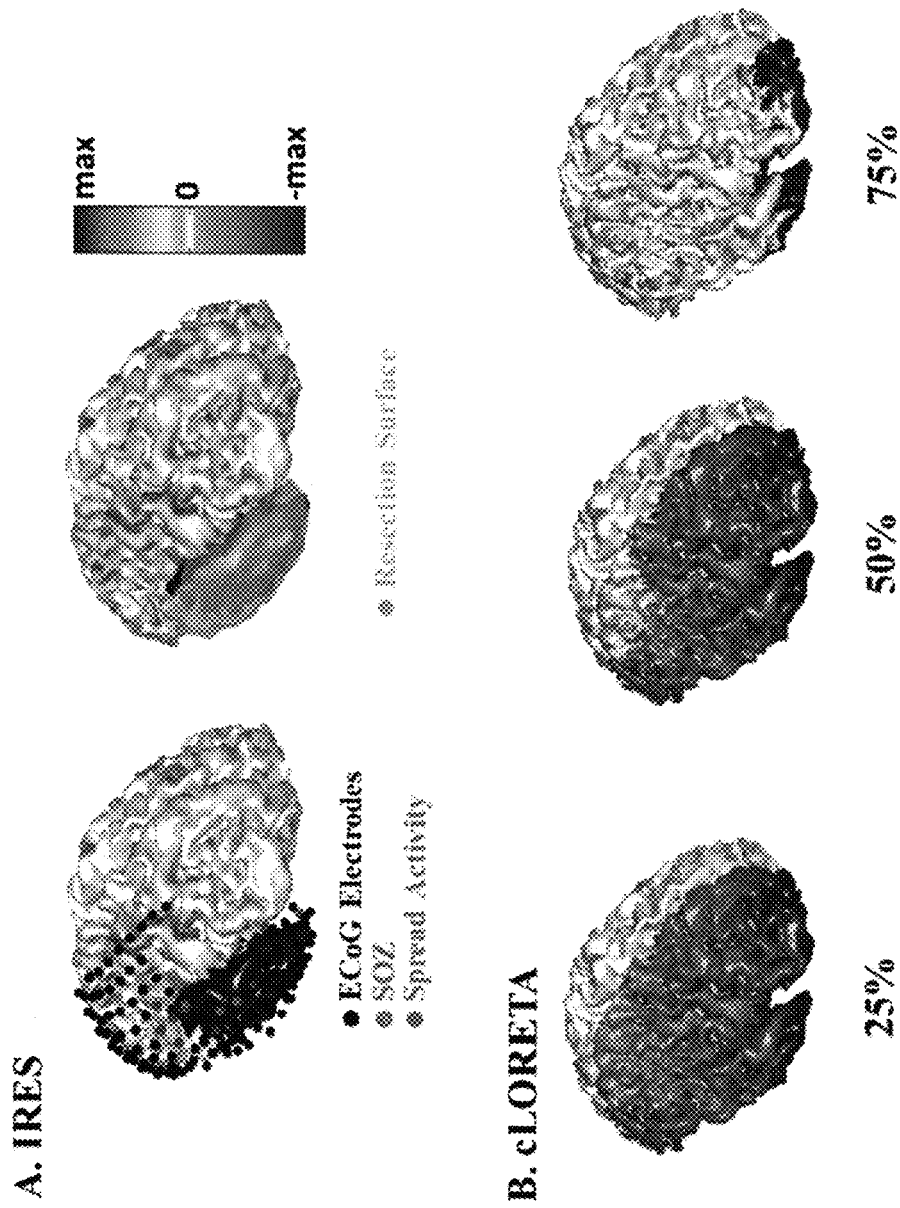 A. IRES
max
0
-max
ECoG Electrodes
SOZ
Spread Activity
Resection Surface
B. cLORETA
25%
50%
75%